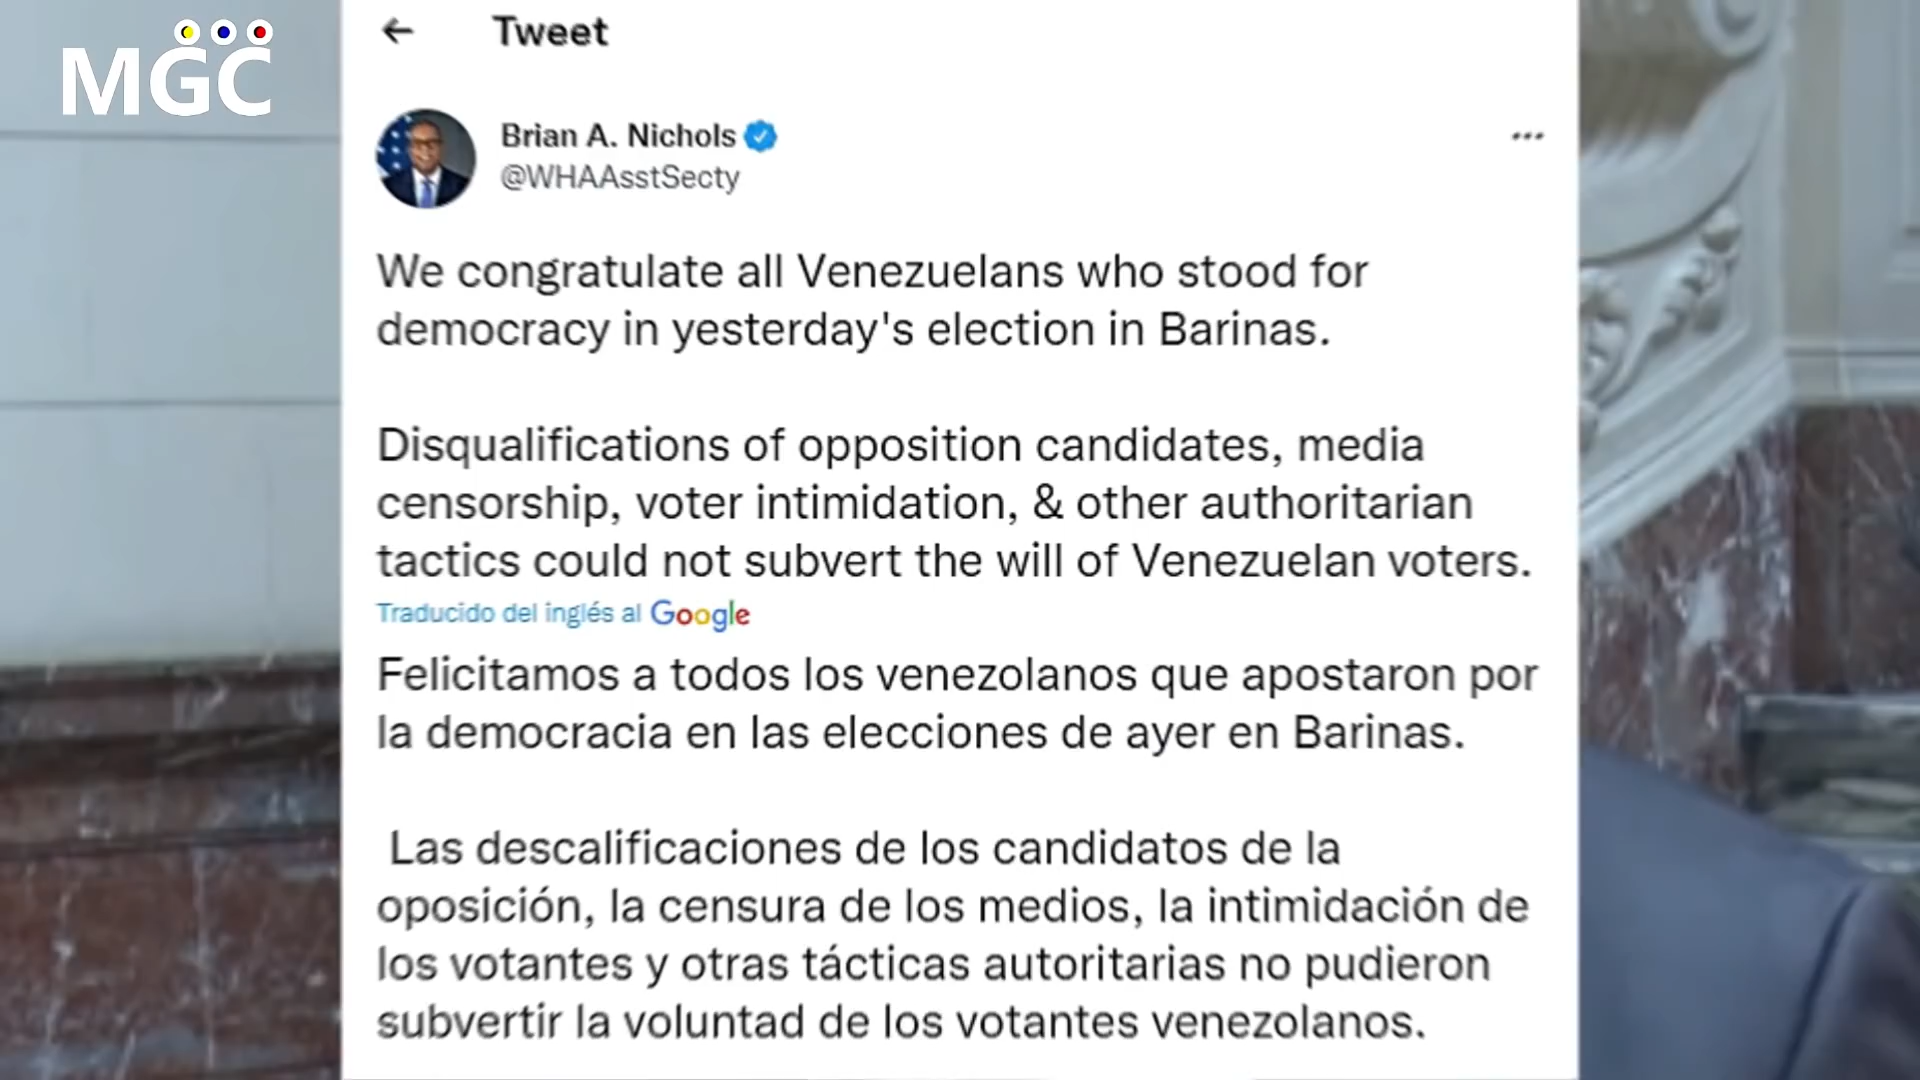 MGC
Tweet
Brian A. Nichols
@WHAAsstSecty
We congratulate all Venezuelans who stood for
democracy in yesterday's election in Barinas.
Disqualifications of opposition candidates, media
censorship, voter intimidation, & other authoritarian
tactics could not subvert the will of Venezuelan voters.
Traducido del inglés al Google
Felicitamos a todos los venezolanos que apostaron por
la democracia en las elecciones de ayer en Barinas.
Las descalificaciones de los candidatos de la
oposición, la censura de los medios, la intimidación de
los votantes y otras tácticas autoritarias no pudieron
subvertir la voluntad de los votantes venezolanos.